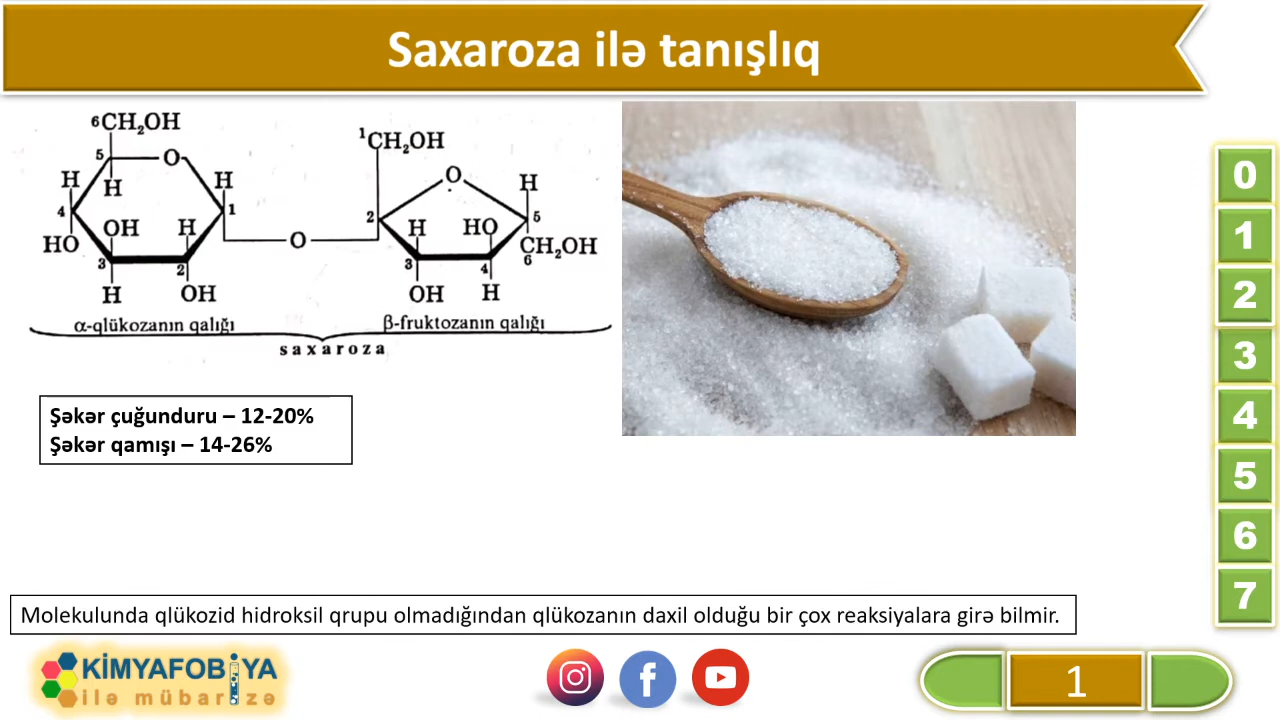 Saxaroza ilə tanışlıq
6CH₂OH
¹CH₂OH
5 O
O
H H H H
4 1 2 5
OH H H HO
HO O CH₂OH
3 2 3 4 6
H OH OH H
α-qlükozanın qalığı β-fruktozanın qalığı
saxaroza
Şəkər çuğunduru – 12-20%
Şəkər qamışı – 14-26%
0
1
2
3
4
5
6
7
Molekulunda qlükozid hidroksil qrupu olmadığından qlükozanın daxil olduğu bir çox reaksiyalara girə bilmir.
KİMYAFOBİYA
ilə mübarizə
f
1